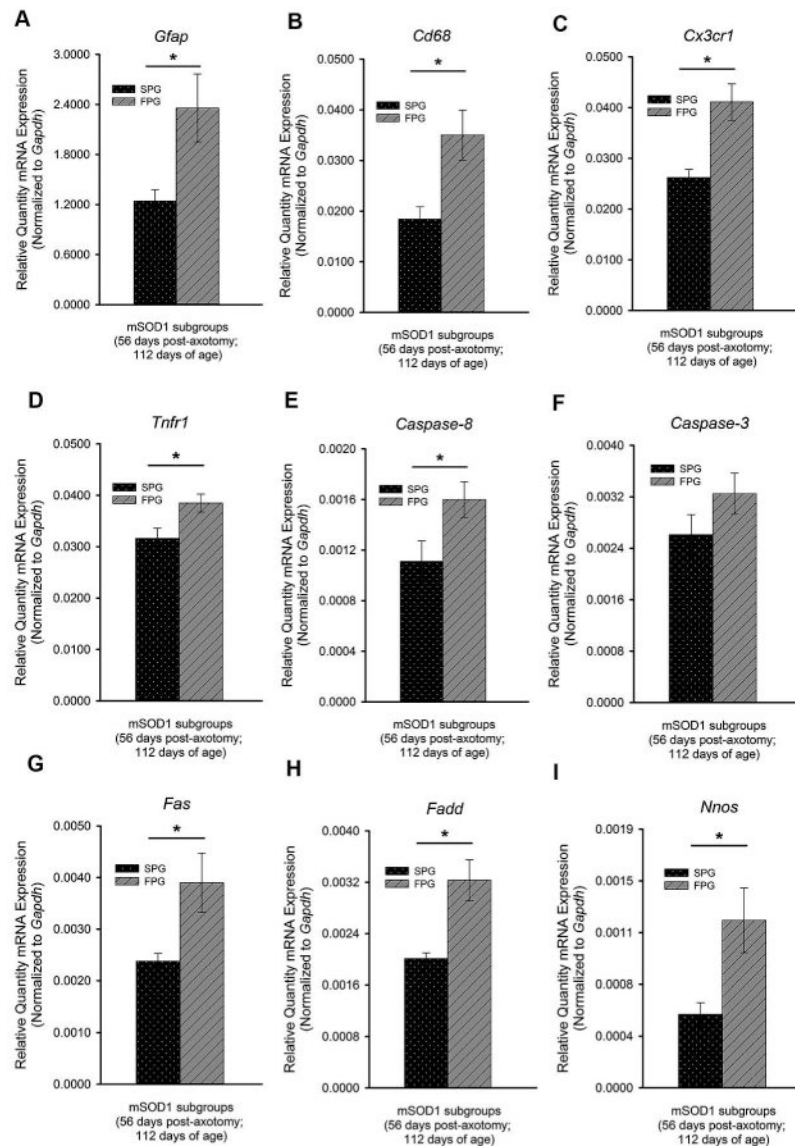 A
Gfap
Relative Quantity mRNA Expression
(Normalized to Gapdh)
3.0000
2.4000
1.8000
1.2000
0.6000
0.0000
*
SPG
FPG
mSOD1 subgroups
(56 days post-axotomy;
112 days of age)
B
Cd68
Relative Quantity mRNA Expression
(Normalized to Gapdh)
0.0500
0.0400
0.0300
0.0200
0.0100
0.0000
*
SPG
FPG
mSOD1 subgroups
(56 days post-axotomy;
112 days of age)
C
Cx3cr1
Relative Quantity mRNA Expression
(Normalized to Gapdh)
0.0500
0.0400
0.0300
0.0200
0.0100
0.0000
*
SPG
FPG
mSOD1 subgroups
(56 days post-axotomy;
112 days of age)
D
Tnfr1
Relative Quantity mRNA Expression
(Normalized to Gapdh)
0.0500
0.0400
0.0300
0.0200
0.0100
0.0000
*
SPG
FPG
mSOD1 subgroups
(56 days post-axotomy;
112 days of age)
E
Caspase-8
Relative Quantity mRNA Expression
(Normalized to Gapdh)
0.0020
0.0016
0.0012
0.0008
0.0004
0.0000
*
SPG
FPG
mSOD1 subgroups
(56 days post-axotomy;
112 days of age)
F
Caspase-3
Relative Quantity mRNA Expression
(Normalized to Gapdh)
0.0040
0.0032
0.0024
0.0016
0.0008
0.0000
SPG
FPG
mSOD1 subgroups
(56 days post-axotomy;
112 days of age)
G
Fas
Relative Quantity mRNA Expression
(Normalized to Gapdh)
0.0050
0.0040
0.0030
0.0020
0.0010
0.0000
*
SPG
FPG
mSOD1 subgroups
(56 days post-axotomy;
112 days of age)
H
Fadd
Relative Quantity mRNA Expression
(Normalized to Gapdh)
0.0040
0.0032
0.0024
0.0016
0.0008
0.0000
*
SPG
FPG
mSOD1 subgroups
(56 days post-axotomy;
112 days of age)
I
Nnos
Relative Quantity mRNA Expression
(Normalized to Gapdh)
0.0019
0.0015
0.0011
0.0008
0.0004
0.0000
*
SPG
FPG
mSOD1 subgroups
(56 days post-axotomy;
112 days of age)